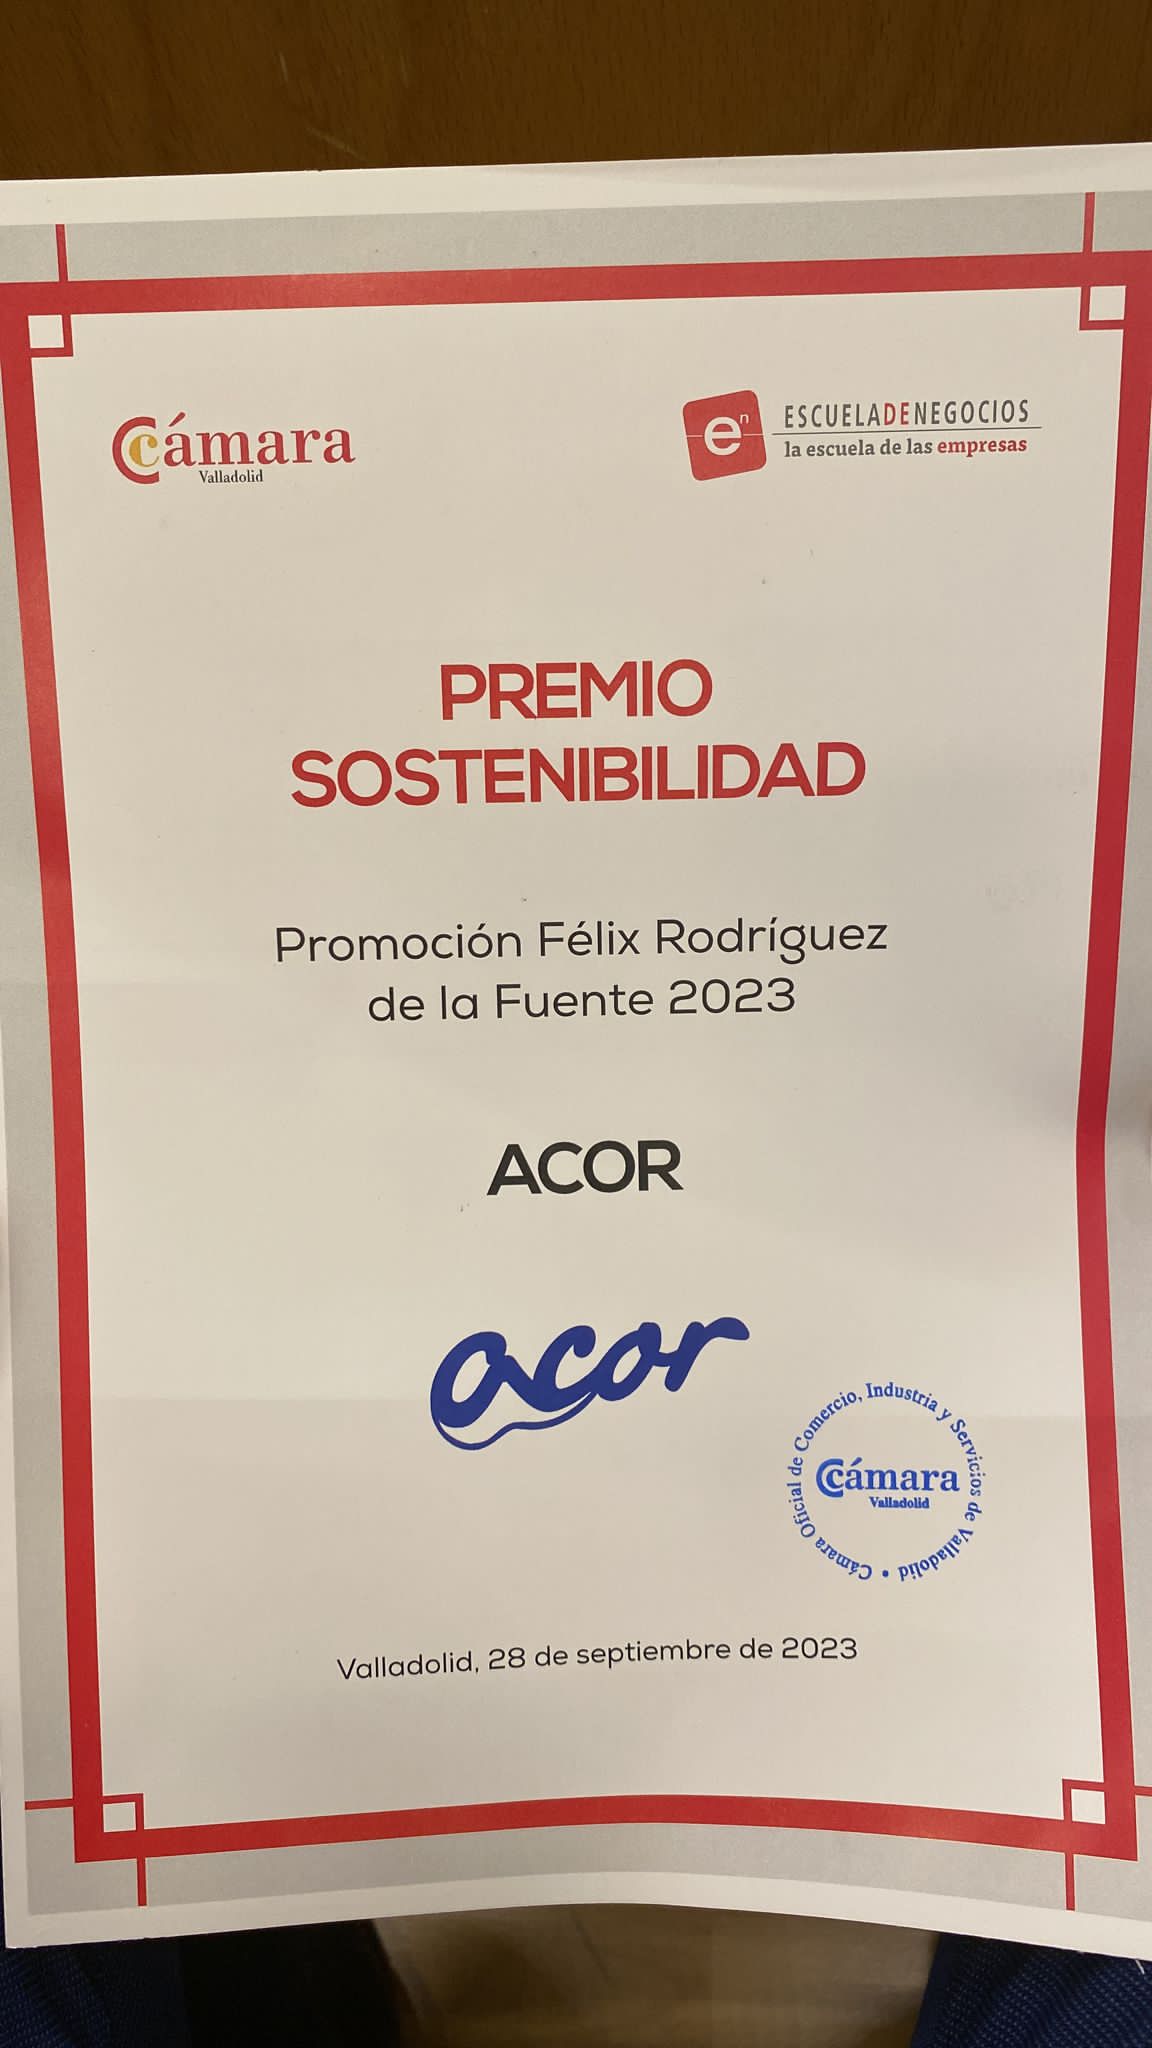 Cámara
Valladolid
en
ESCUELADENEGOCIOS
la escuela de las empresas
PREMIO
SOSTENIBILIDAD
Promoción Félix Rodríguez
de la Fuente 2023
ACOR
acor
Cámara Oficial de Comercio, Industria y Servicios de Valladolid •
Cámara
Valladolid
Valladolid, 28 de septiembre de 2023